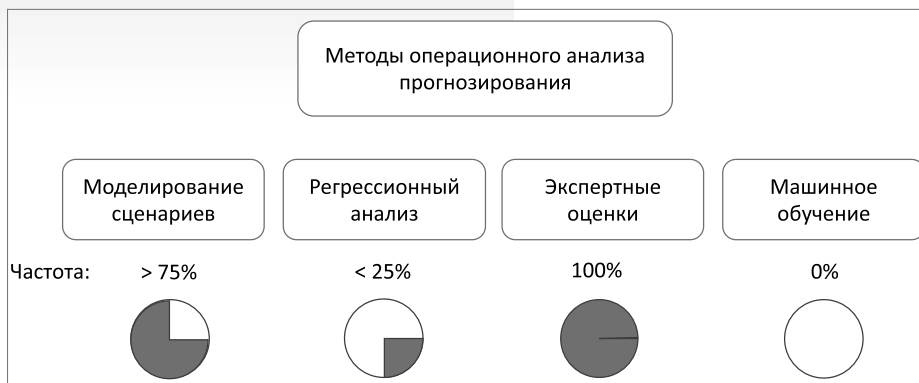 Методы операционного анализа
прогнозирования
Моделирование
сценариев
Регрессионный
анализ
Экспертные
оценки
Машинное
обучение
Частота: > 75% < 25% 100% 0%